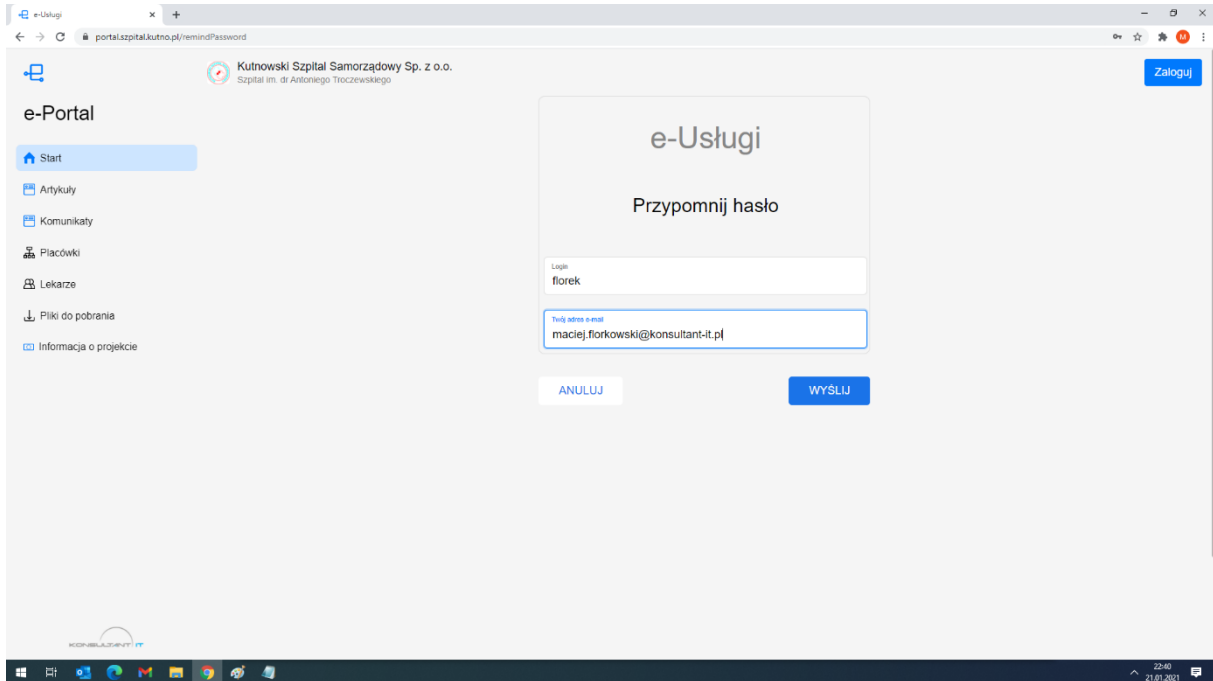 e-Usługi
portal.szpital.kutno.pl/remindPassword
M
Kutnowski Szpital Samorządowy Sp. z o.o.
Szpital im. dr Antoniego Troczewskiego
Zaloguj
e-Portal
Start
Artykuły
Komunikaty
Placówki
Lekarze
Pliki do pobrania
Informacja o projekcie
e-Usługi
Przypomnij hasło
Login
florek
Twój adres e-mail
maciej.florkowski@konsultant-it.pl
ANULUJ
WYŚLIJ
KONSULTANT IT
22:40
21.01.2021